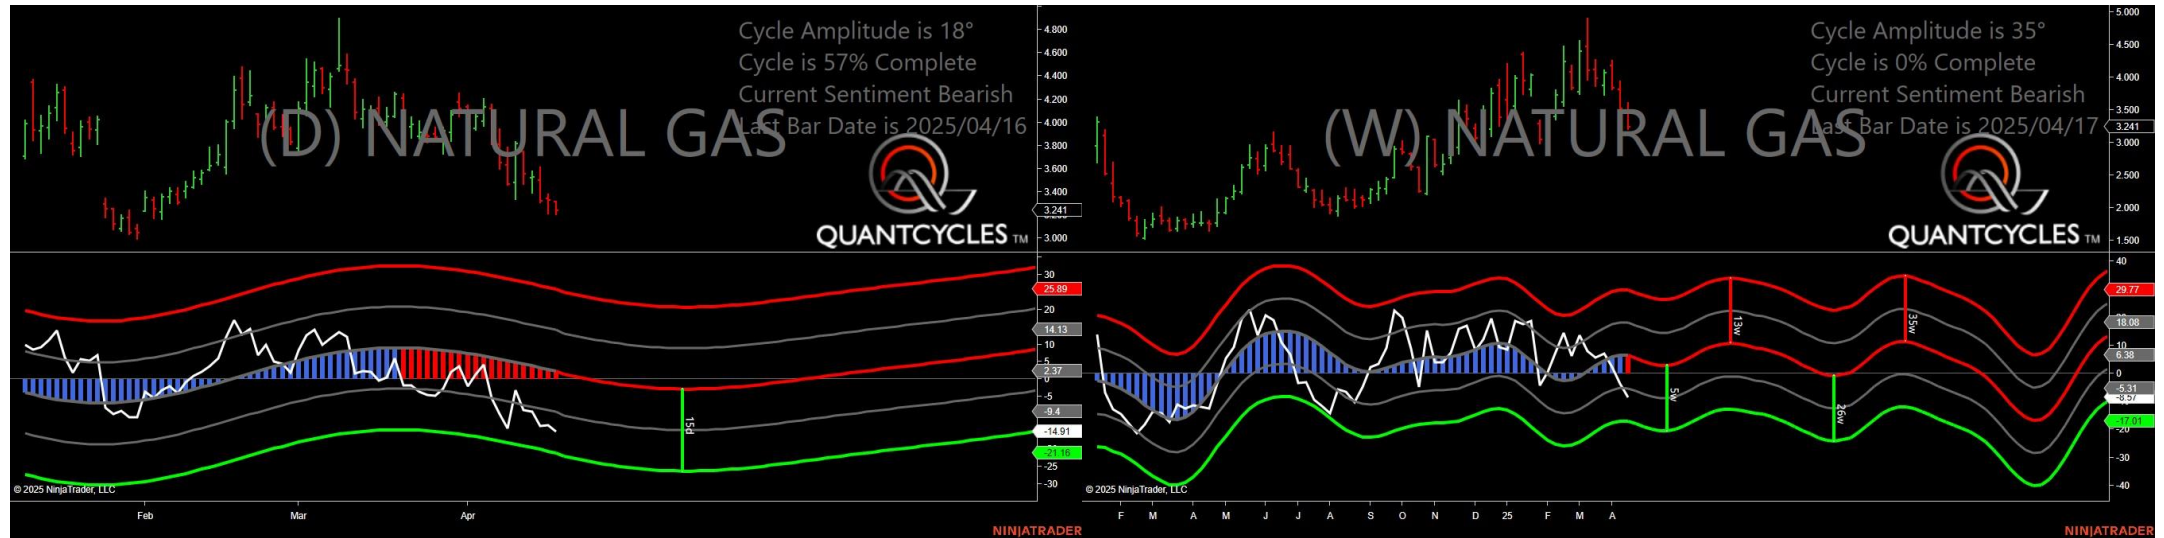 Cycle Amplitude is 18°
Cycle is 57% Complete
Current Sentiment Bearish
Last Bar Date is 2025/04/16
(D) NATURAL GAS
QUANTCYCLES TM
4.800
4.600
4.400
4.200
4.000
3.800
3.600
3.400
3.241
3.000
30
25.89
20
14.13
10
5
2.37
0
-5
-9.4
-14.91
-21.16
-25
-30
15d
© 2025 NinjaTrader, LLC
Feb Mar Apr
NINJATRADER
Cycle Amplitude is 35°
Cycle is 0% Complete
Current Sentiment Bearish
Last Bar Date is 2025/04/17
(W) NATURAL GAS
QUANTCYCLES TM
5.000
4.500
4.000
3.500
3.241
3.000
2.500
2.000
1.500
40
29.77
18.08
10
6.38
0
-5.31
-8.57
-17.01
-20
-30
-40
5w
13w
26w
35w
© 2025 NinjaTrader, LLC
F M A M J J A S O N D 25 F M A
NINJATRADER